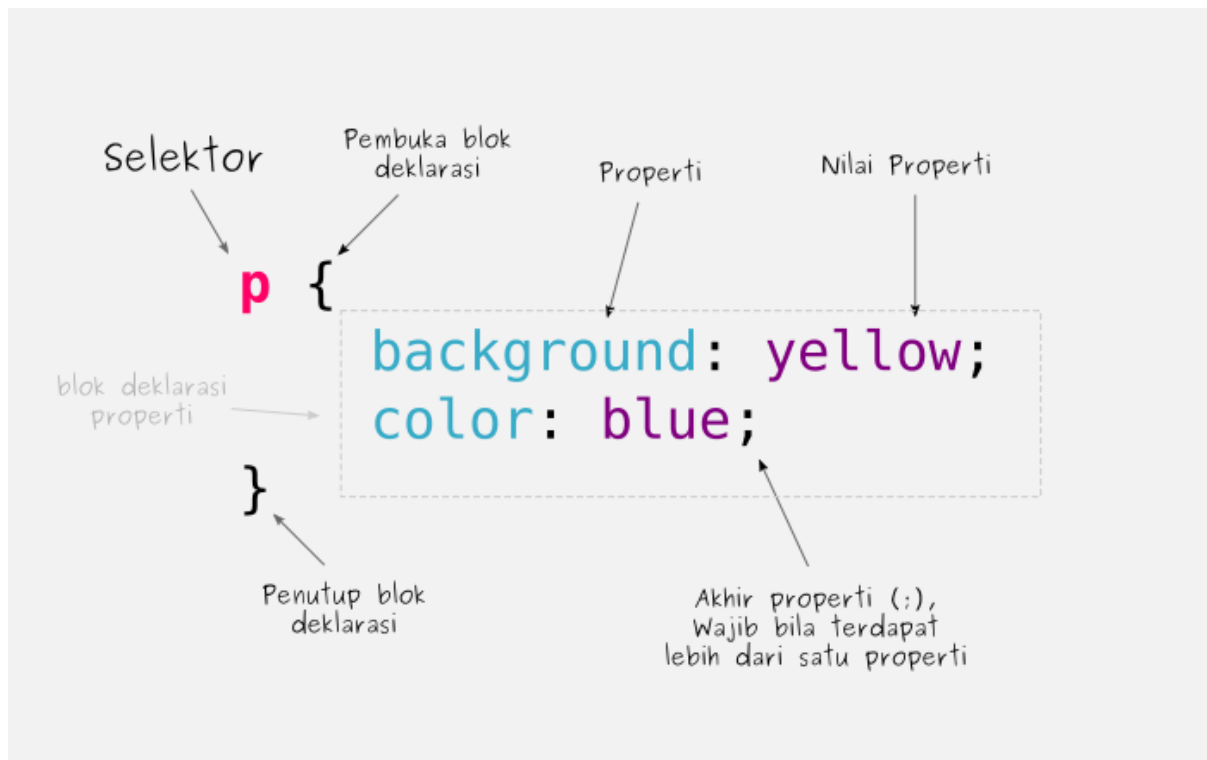 Selektor
Pembuka blok
deklarasi
Properti
Nilai Properti
p {
background: yellow;
color: blue;
blok deklarasi
properti
}
Penutup blok
deklarasi
Akhir properti (;),
Wajib bila terdapat
lebih dari satu properti